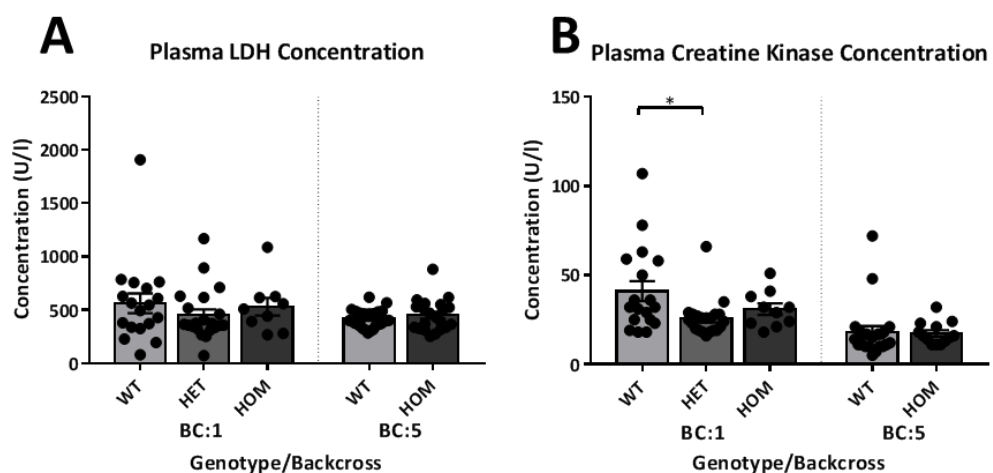 A
Plasma LDH Concentration
Concentration (U/l)
2500
2000
1500
1000
500
0
WT
HET
HOM
WT
HOM
BC:1
BC:5
Genotype/Backcross
B
Plasma Creatine Kinase Concentration
Concentration (U/l)
150
100
50
0
*
WT
HET
HOM
WT
HOM
BC:1
BC:5
Genotype/Backcross